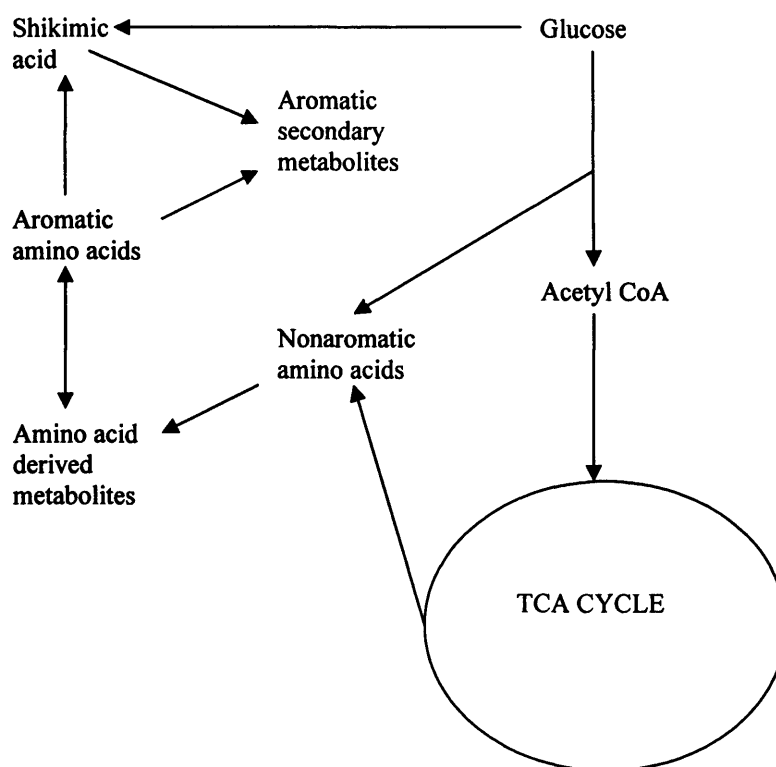 Shikimic
acid
Glucose
Aromatic
secondary
metabolites
Aromatic
amino acids
Acetyl CoA
Nonaromatic
amino acids
Amino acid
derived
metabolites
TCA CYCLE